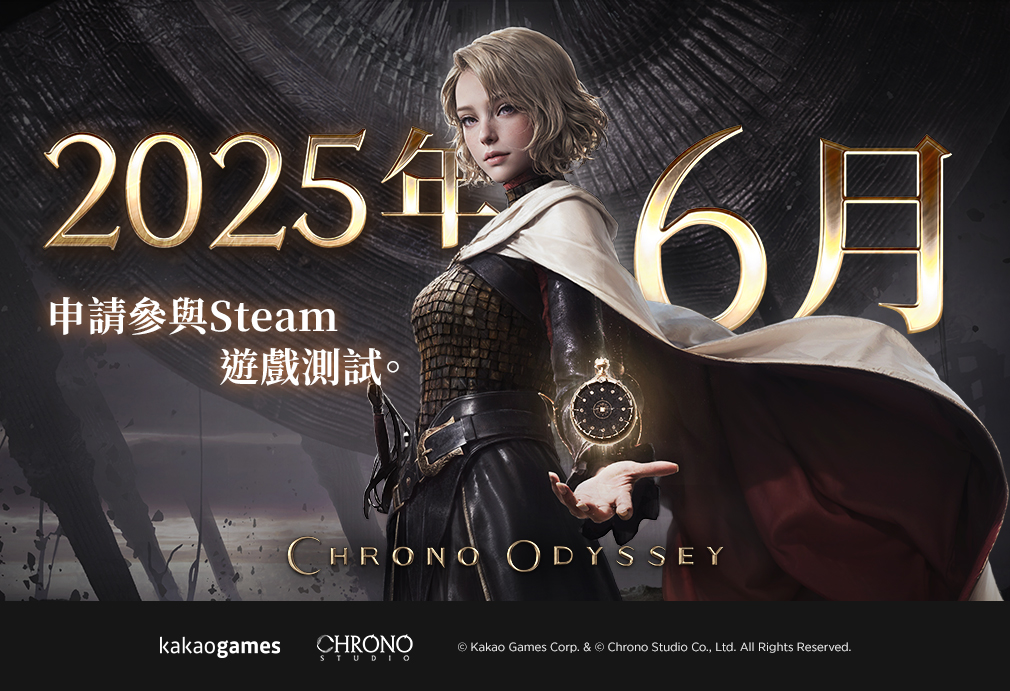 2025年6月
申請參與Steam
遊戲測試。
CHRONO ODYSSEY
kakaogames
CHRONO
STUDIO
© Kakao Games Corp. & © Chrono Studio Co., Ltd. All Rights Reserved.